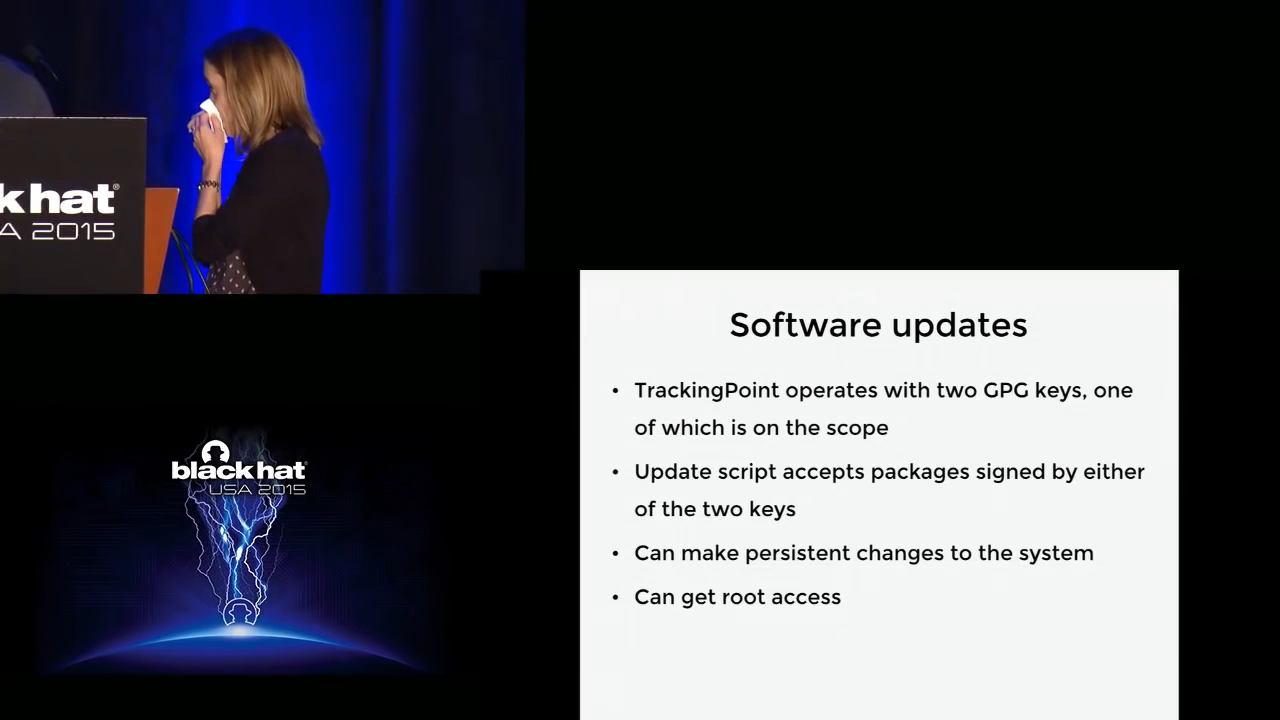 k hat®
A 2015
black hat®
USA 2015
Software updates
• TrackingPoint operates with two GPG keys, one
of which is on the scope
• Update script accepts packages signed by either
of the two keys
• Can make persistent changes to the system
• Can get root access